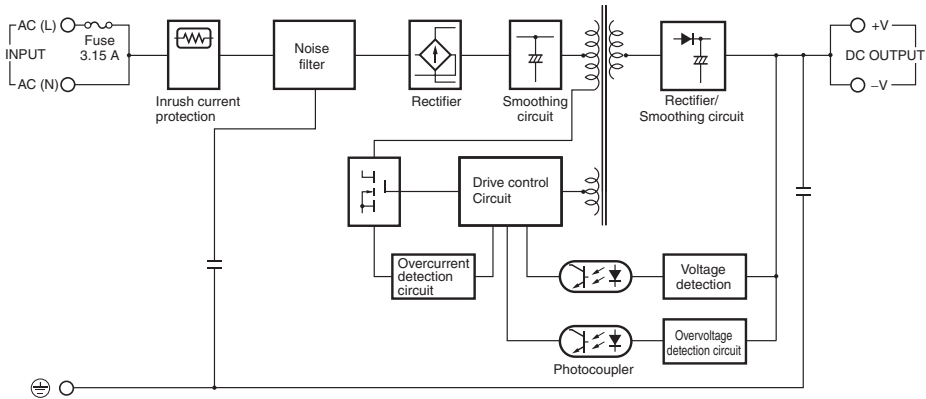 AC (L)
Fuse
3.15 A
INPUT
AC (N)
Inrush current
protection
Noise
filter
Rectifier
Smoothing
circuit
Rectifier/
Smoothing circuit
+V
DC OUTPUT
–V
Drive control
Circuit
Overcurrent
detection
circuit
Voltage
detection
Overvoltage
detection circuit
Photocoupler